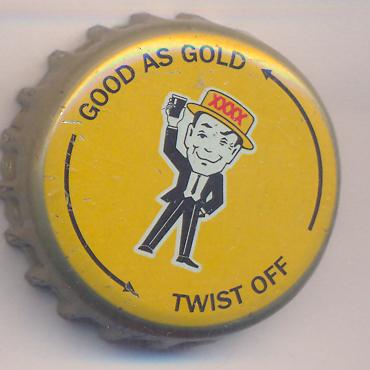 GOOD AS GOLD
XXXX
TWIST OFF